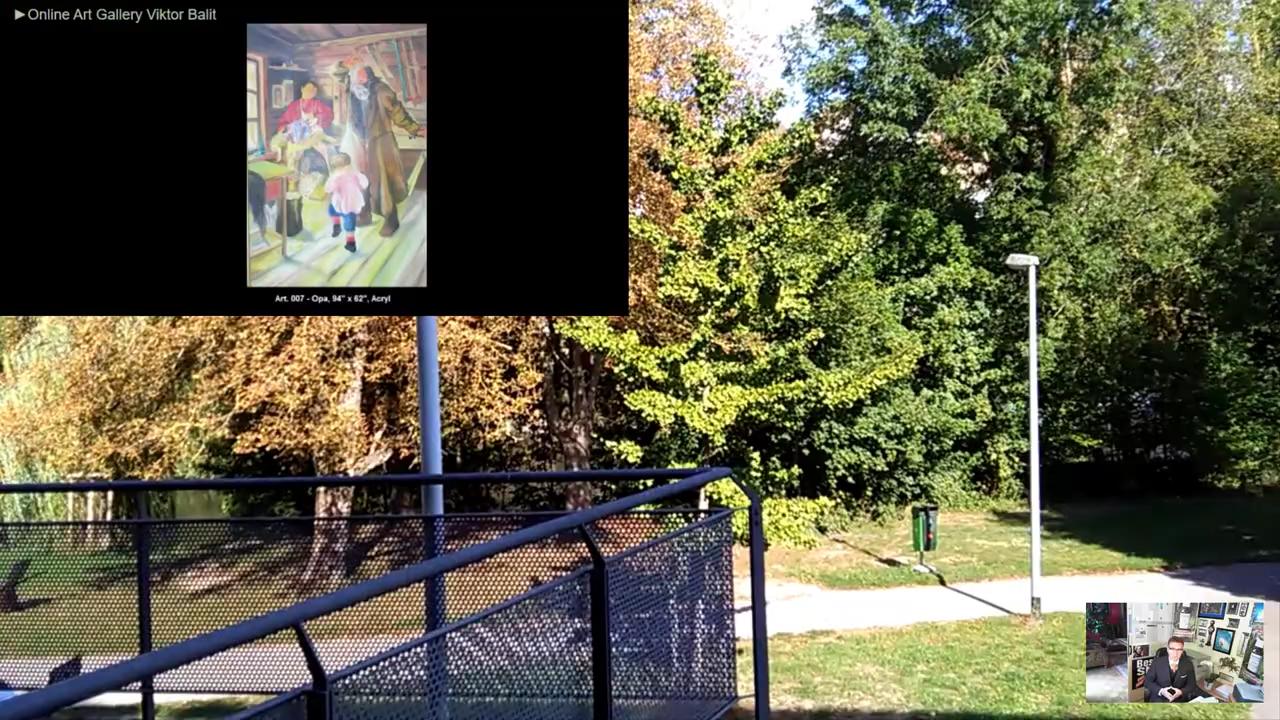 ►Online Art Gallery Viktor Balit
Art. 007 - Opa, 94" x 62", Acryl